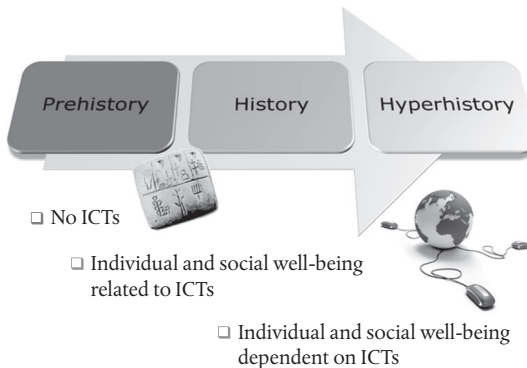 Prehistory
History
Hyperhistory
❑ No ICTs
❑ Individual and social well-being
related to ICTs
❑ Individual and social well-being
dependent on ICTs